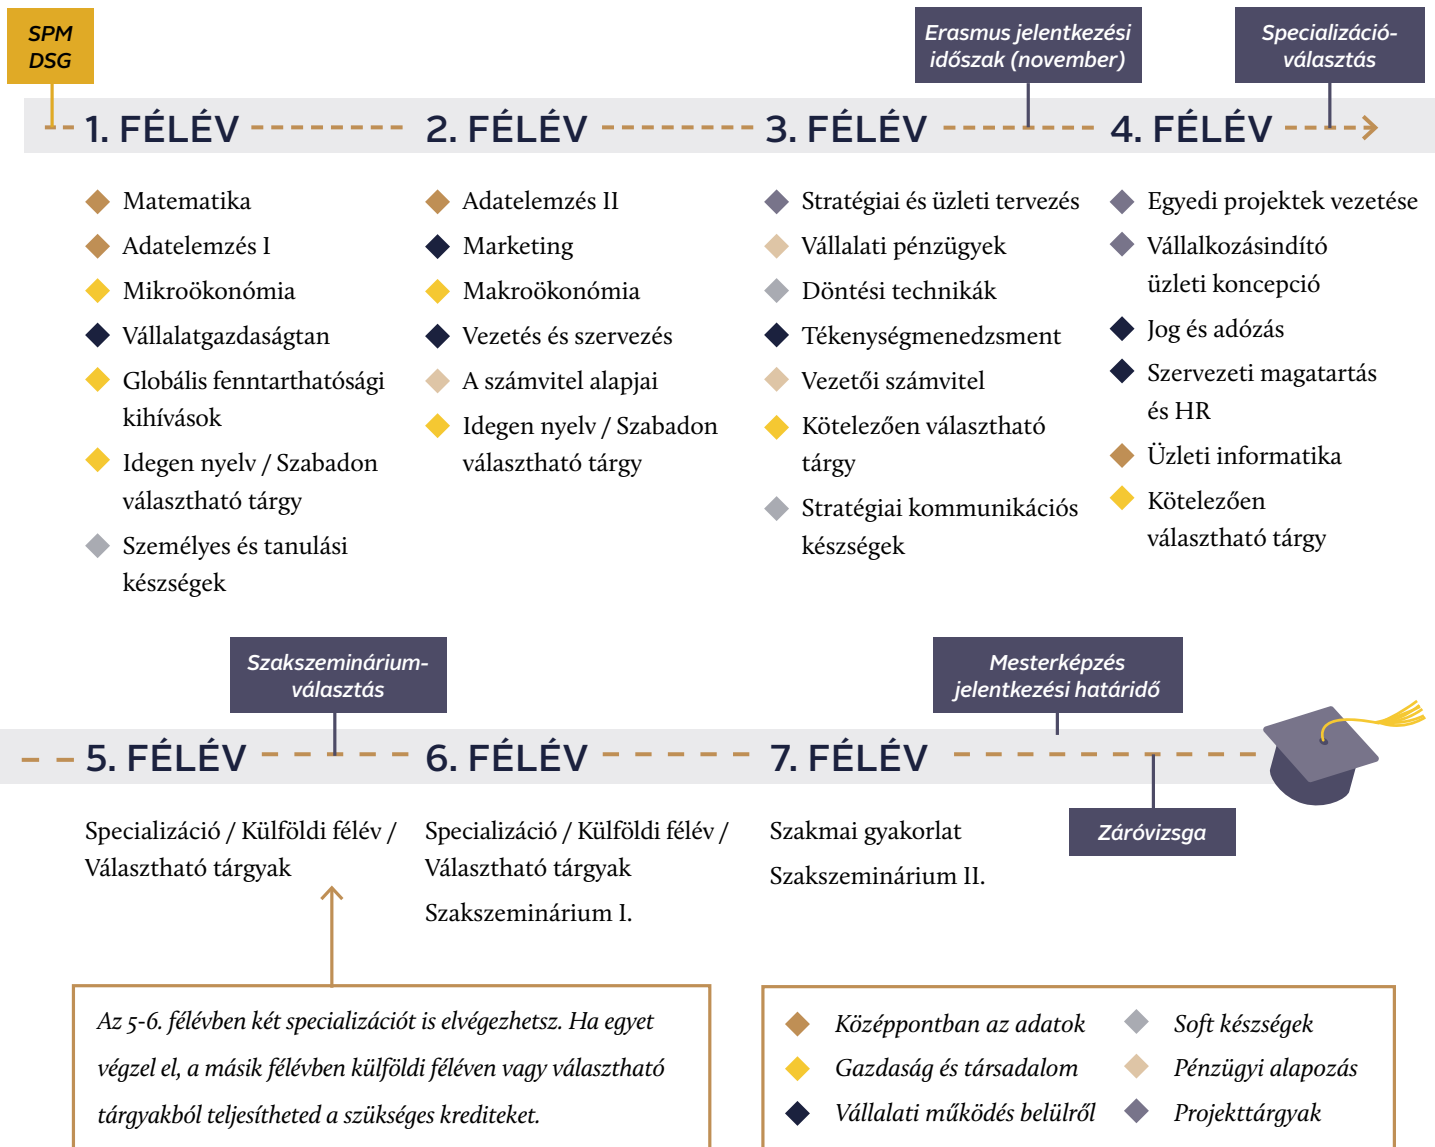 SPM
DSG
Erasmus jelentkezési
időszak (november)
Specializáció-
választás
1. FÉLÉV
2. FÉLÉV
3. FÉLÉV
4. FÉLÉV
Matematika
Adatelemzés I
Mikroökonómia
Vállalatgazdaságtan
Globális fenntarthatósági
kihívások
Idegen nyelv / Szabadon
választható tárgy
Személyes és tanulási
készségek
Adatelemzés II
Marketing
Makroökonómia
Vezetés és szervezés
A számvitel alapjai
Idegen nyelv / Szabadon
választható tárgy
Stratégiai és üzleti tervezés
Vállalati pénzügyek
Döntési technikák
Tékenységmenedzsment
Vezetői számvitel
Kötelezően választható
tárgy
Stratégiai kommunikációs
készségek
Egyedi projektek vezetése
Vállalkozásindító
üzleti koncepció
Jog és adózás
Szervezeti magatartás
és HR
Üzleti informatika
Kötelezően
választható tárgy
Szakszeminárium-
választás
Mesterképzés
jelentkezési határidő
5. FÉLÉV
6. FÉLÉV
7. FÉLÉV
Specializáció / Külföldi félév /
Választható tárgyak
Specializáció / Külföldi félév /
Választható tárgyak
Szakszeminárium I.
Szakmai gyakorlat
Szakszeminárium II.
Záróvizsga
Az 5-6. félévben két specializációt is elvégezhetsz. Ha egyet
végzel el, a másik félévben külföldi féléven vagy választható
tárgyakból teljesítheted a szükséges krediteket.
Középpontban az adatok
Gazdaság és társadalom
Vállalati működés belülről
Soft készségek
Pénzügyi alapozás
Projekttárgyak